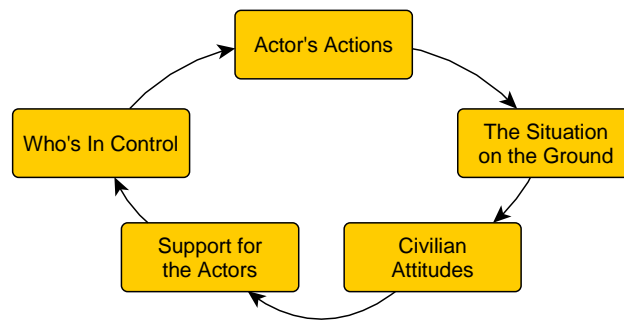 Actor's Actions
The Situation
on the Ground
Civilian
Attitudes
Support for
the Actors
Who's In Control